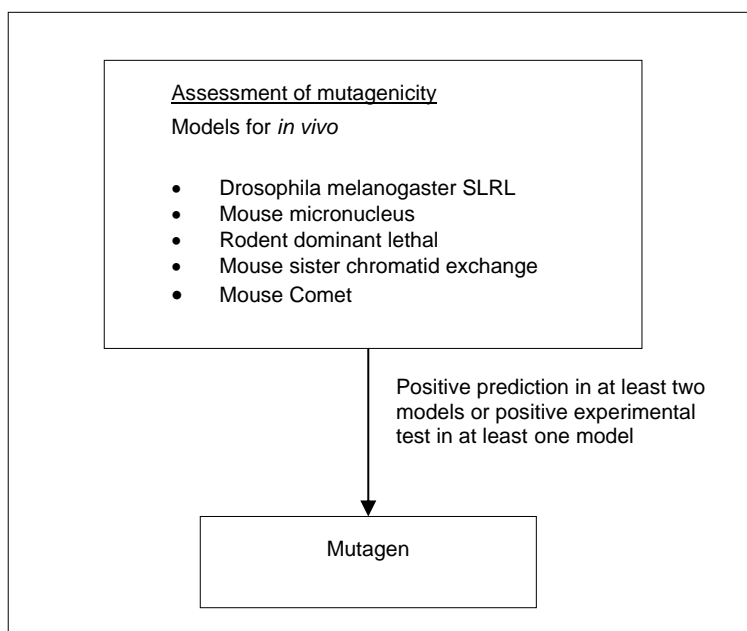 Assessment of mutagenicity
Models for in vivo
• Drosophila melanogaster SLRL
• Mouse micronucleus
• Rodent dominant lethal
• Mouse sister chromatid exchange
• Mouse Comet
Positive prediction in at least two
models or positive experimental
test in at least one model
Mutagen